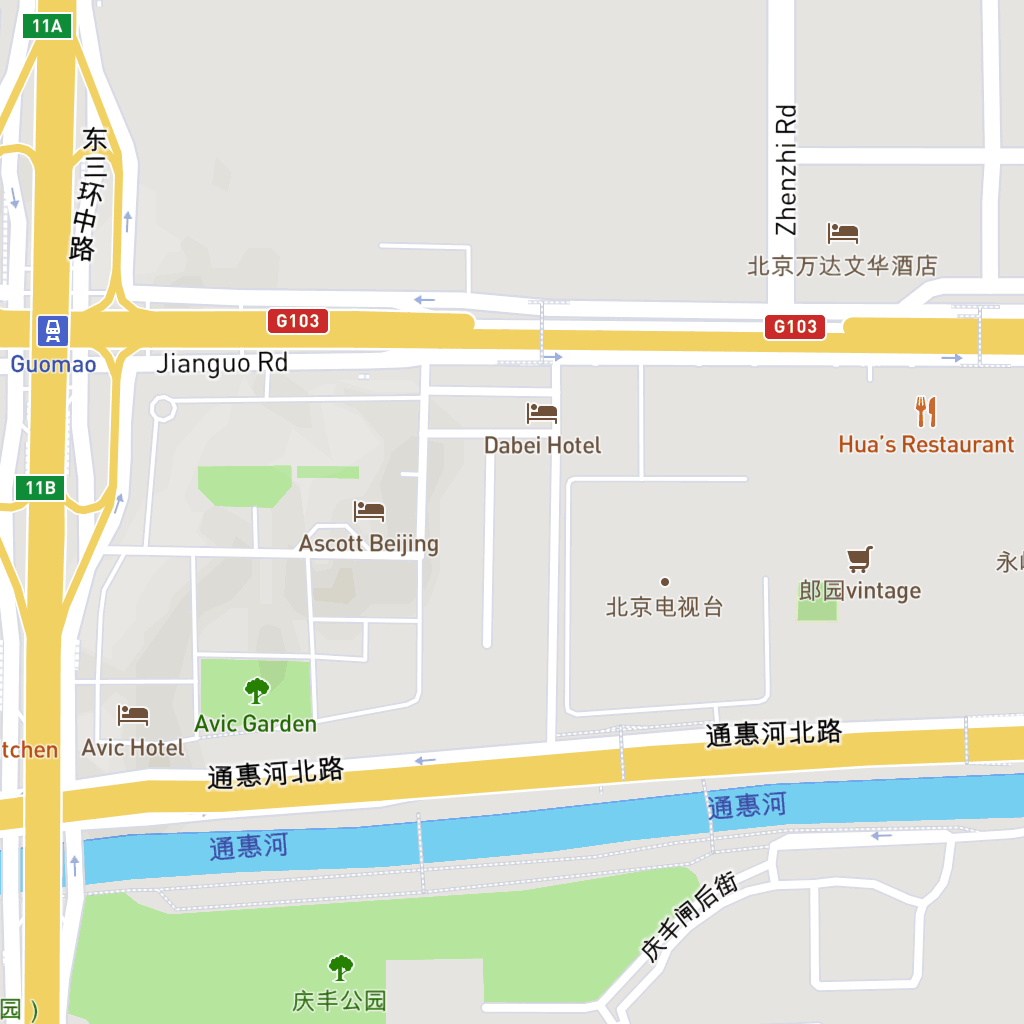 11A
东三环中路
Zhenzhi Rd
北京万达文华酒店
G103
G103
Guomao
Jianguo Rd
Dabei Hotel
Hua's Restaurant
11B
Ascott Beijing
郎园vintage
北京电视台
Avic Garden
Avic Hotel
通惠河北路
通惠河北路
通惠河
通惠河
庆丰闸后街
庆丰公园
园 )
tchen
永